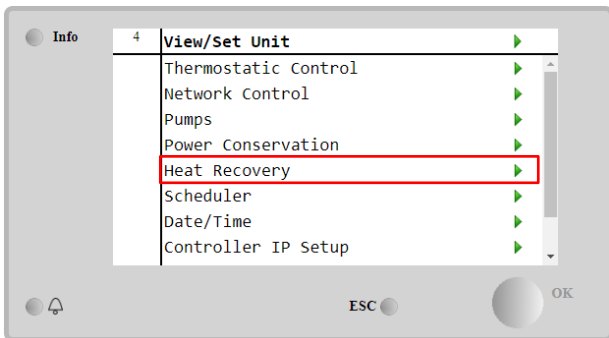 Info
4 View/Set Unit
Thermostatic Control
Network Control
Pumps
Power Conservation
Heat Recovery
Scheduler
Date/Time
Controller IP Setup
ESC
OK